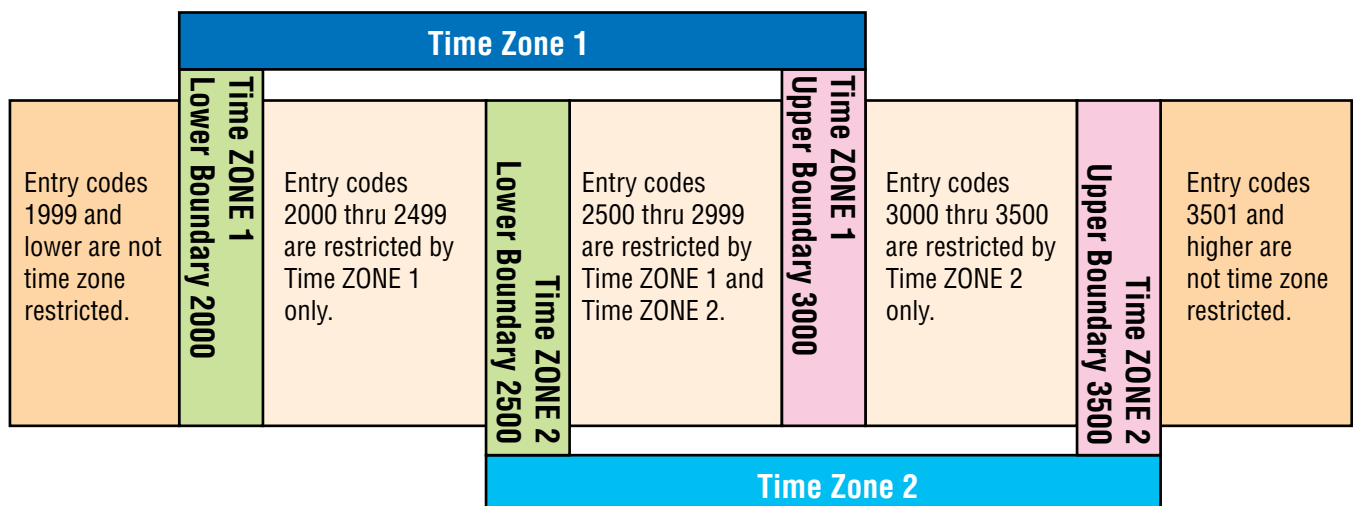 Time Zone 1
Entry codes
1999 and
lower are not
time zone
restricted.
Time ZONE 1
Lower Boundary 2000
Entry codes
2000 thru 2499
are restricted by
Time ZONE 1
only.
Time ZONE 2
Lower Boundary 2500
Entry codes
2500 thru 2999
are restricted by
Time ZONE 1 and
Time ZONE 2.
Time ZONE 1
Upper Boundary 3000
Entry codes
3000 thru 3500
are restricted by
Time ZONE 2
only.
Time ZONE 2
Upper Boundary 3500
Entry codes
3501 and
higher are
not time zone
restricted.
Time Zone 2